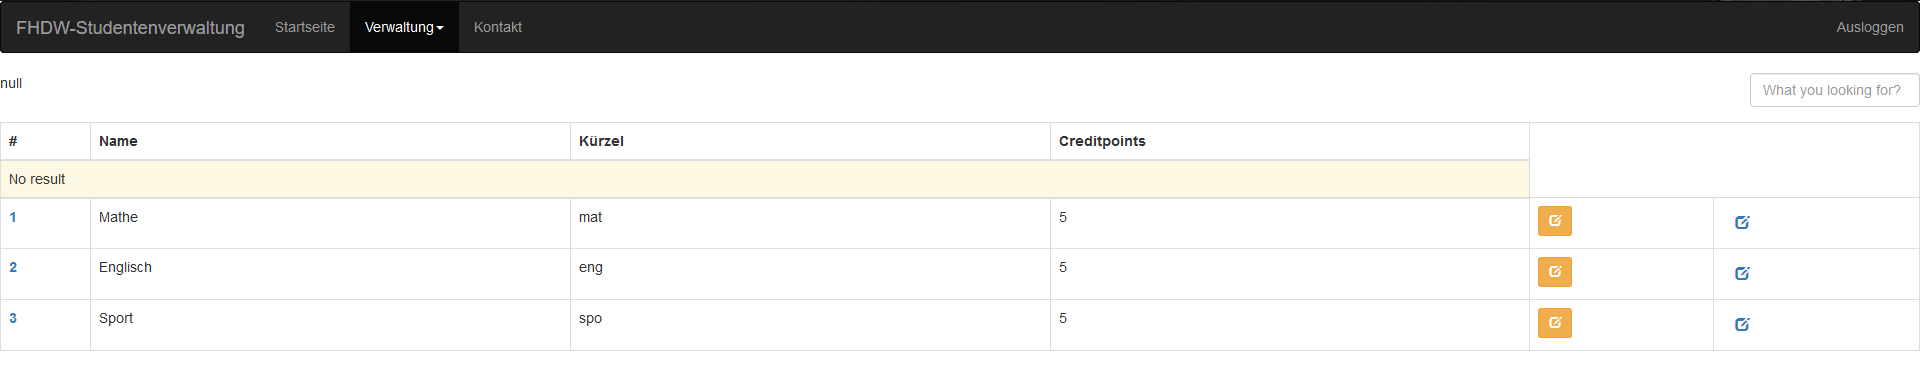 FHDW-Studentenverwaltung Startseite Verwaltung Kontakt Ausloggen
null What you looking for?
# Name Kürzel Creditpoints
No result
1 Mathe mat 5
2 Englisch eng 5
3 Sport spo 5